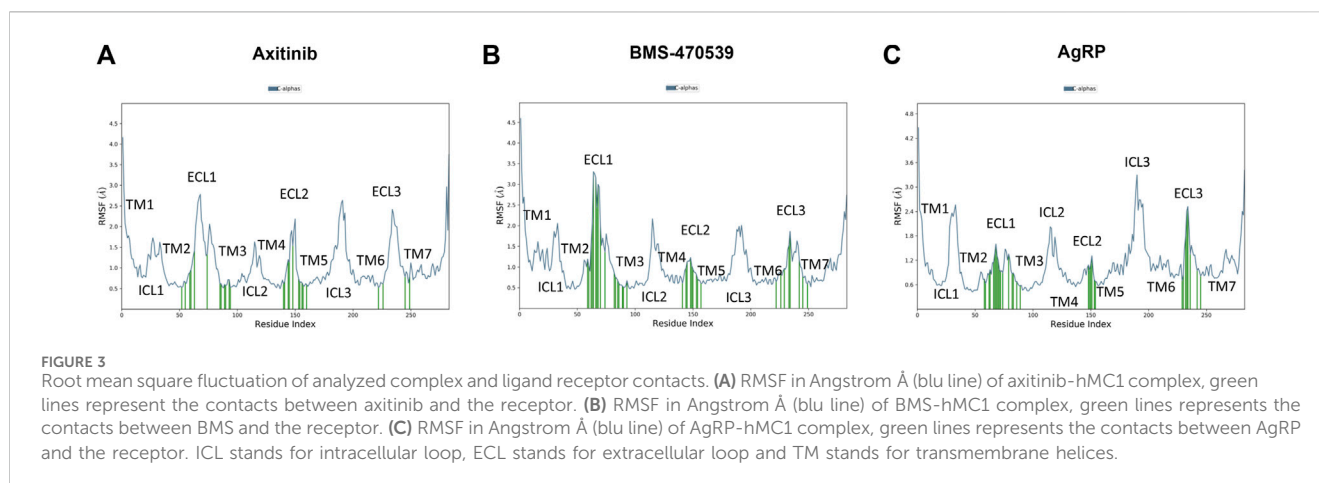 A Axitinib
B BMS-470539
C AgRP
C-alphas
C-alphas
C-alphas
4.5
4.0
3.5
3.0
2.5
2.0
1.5
1.0
0.5
RMSF (Å)
TM1
ECL1
TM2
ICL1
TM3
ICL2
TM4
ECL2
TM5
ICL3
TM6
ECL3
TM7
0 50 100 150 200 250
Residue Index
4.5
4.0
3.5
3.0
2.5
2.0
1.5
1.0
0.5
RMSF (Å)
TM1
ECL1
TM2
ICL1
TM3
ICL2
TM4
ECL2
TM5
ICL3
TM6
ECL3
TM7
0 50 100 150 200 250
Residue Index
4.8
4.2
3.6
3.0
2.4
1.8
1.2
0.6
0.0
RMSF (Å)
TM1
ICL1
TM2
ECL1
TM3
ICL2
TM4
ECL2
TM5
ICL3
TM6
ECL3
TM7
0 50 100 150 200 250
Residue Index
FIGURE 3
Root mean square fluctuation of analyzed complex and ligand receptor contacts. (A) RMSF in Angstrom Å (blu line) of axitinib-hMC1 complex, green
lines represent the contacts between axitinib and the receptor. (B) RMSF in Angstrom Å (blu line) of BMS-hMC1 complex, green lines represents the
contacts between BMS and the receptor. (C) RMSF in Angstrom Å (blu line) of AgRP-hMC1 complex, green lines represents the contacts between AgRP
and the receptor. ICL stands for intracellular loop, ECL stands for extracellular loop and TM stands for transmembrane helices.